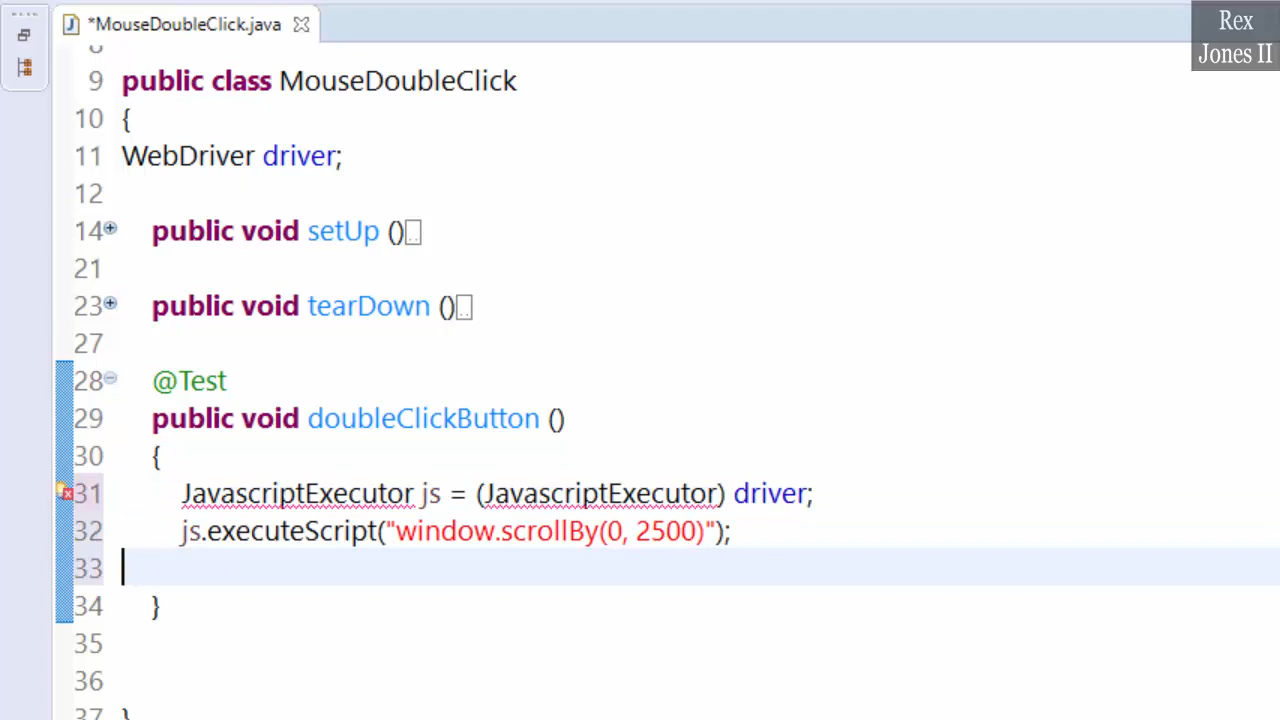 *MouseDoubleClick.java
Rex
Jones II
8
9 public class MouseDoubleClick
10 {
11 WebDriver driver;
12
14 public void setUp ()..
21
23 public void tearDown ()..
27
28 @Test
29 public void doubleClickButton ()
30 {
31 JavascriptExecutor js = (JavascriptExecutor) driver;
32 js.executeScript("window.scrollBy(0, 2500)");
33
34 }
35
36
37 }